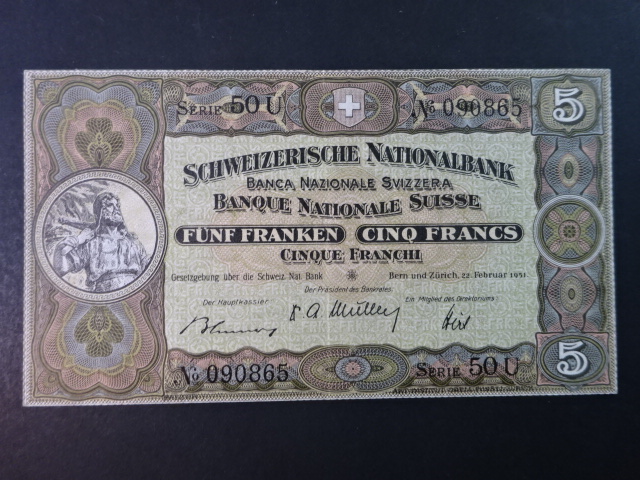 SERIE 50 U
№ 090865
5
SCHWEIZERISCHE NATIONALBANK
BANCA NAZIONALE SVIZZERA
BANQUE NATIONALE SUISSE
FÜNF FRANKEN CINQ FRANCS
CINQUE FRANCHI
Gesetzgebung über die Schweiz. Nat. Bank
Bern und Zürich, 22. Februar 1951.
Der Präsident des Bankrates
Der Hauptkassier
Ein Mitglied des Direktoriums
A. Müller
Hirt
№ 090865
SERIE 50 U
5